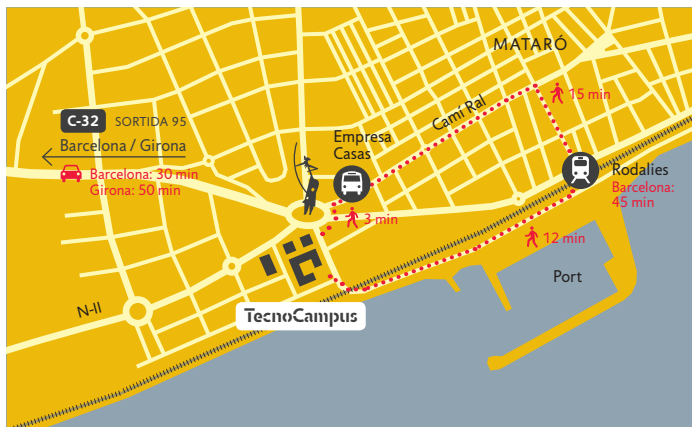 MATARÓ
15 min
Camí Ral
C-32 SORTIDA 95
Barcelona / Girona
Barcelona: 30 min
Girona: 50 min
Empresa
Casas
Rodalies
Barcelona:
45 min
3 min
12 min
Port
N-II
TecnoCampus